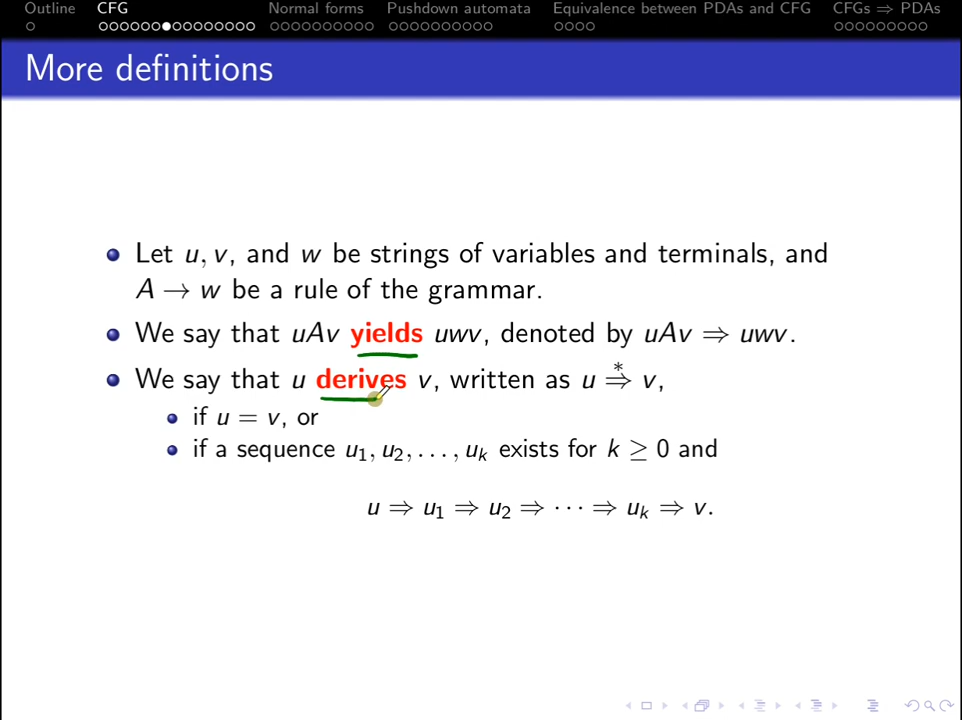 Outline CFG Normal forms Pushdown automata Equivalence between PDAs and CFG CFGs ⇒ PDAs
More definitions
Let u, v, and w be strings of variables and terminals, and
A → w be a rule of the grammar.
We say that uAv yields uwv, denoted by uAv ⇒ uwv.
We say that u derives v, written as u ⇒* v,
if u = v, or
if a sequence u₁, u₂, . . . , uₖ exists for k ≥ 0 and
u ⇒ u₁ ⇒ u₂ ⇒ · · · ⇒ uₖ ⇒ v.